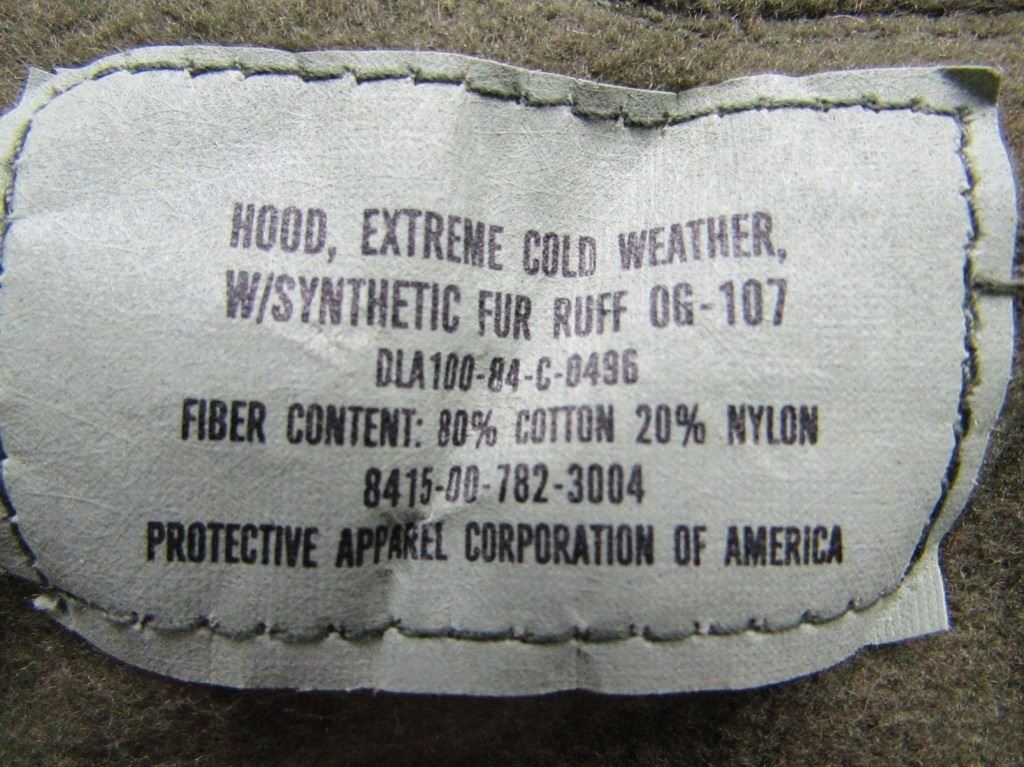 HOOD, EXTREME COLD WEATHER,
W/SYNTHETIC FUR RUFF OG-107
DLA100-84-C-0496
FIBER CONTENT: 80% COTTON 20% NYLON
8415-00-782-3004
PROTECTIVE APPAREL CORPORATION OF AMERICA